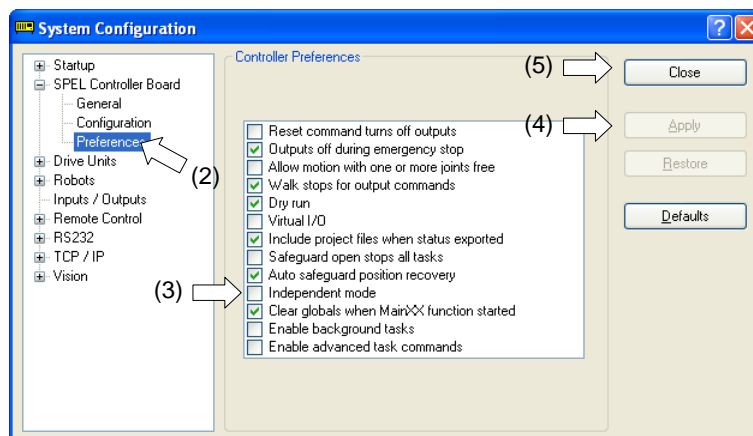 System Configuration
Startup
SPEL Controller Board
General
Configuration
Preferences
Drive Units
Robots
Inputs / Outputs
Remote Control
RS232
TCP / IP
Vision
(2)
Controller Preferences
Reset command turns off outputs
Outputs off during emergency stop
Allow motion with one or more joints free
Walk stops for output commands
Dry run
Virtual I/O
Include project files when status exported
Safeguard open stops all tasks
Auto safeguard position recovery
Independent mode
Clear globals when MainXX function started
Enable background tasks
Enable advanced task commands
(3)
(5)
Close
(4)
Apply
Restore
Defaults